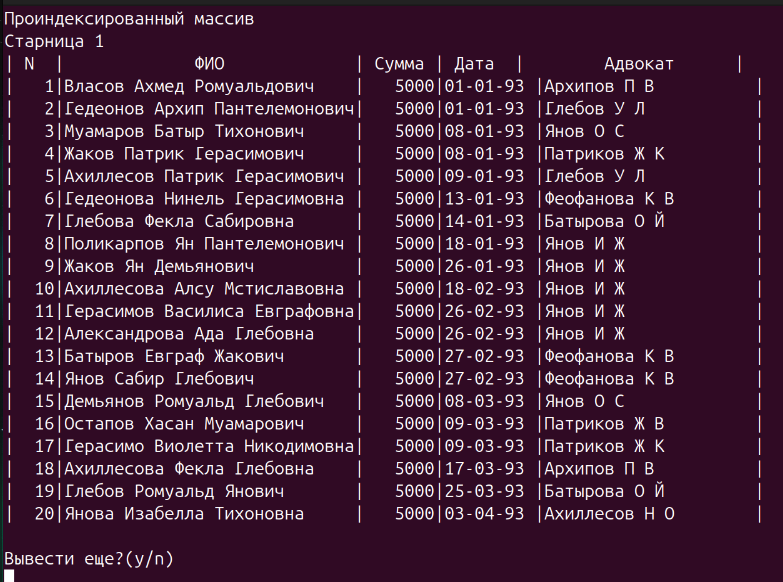 Проиндексированный массив
Старница 1
| N | ФИО | Сумма | Дата | Адвокат |
| 1|Власов Ахмед Ромуальдович | 5000|01-01-93 |Архипов П В |
| 2|Гедеонов Архип Пантелемонович| 5000|01-01-93 |Глебов У Л |
| 3|Муамаров Батыр Тихонович | 5000|08-01-93 |Янов О С |
| 4|Жаков Патрик Герасимович | 5000|08-01-93 |Патриков Ж К |
| 5|Ахиллесов Патрик Герасимович | 5000|09-01-93 |Глебов У Л |
| 6|Гедеонова Нинель Герасимовна | 5000|13-01-93 |Феофанова К В |
| 7|Глебова Фекла Сабировна | 5000|14-01-93 |Батырова О Й |
| 8|Поликарпов Ян Пантелемонович | 5000|18-01-93 |Янов И Ж |
| 9|Жаков Ян Демьянович | 5000|26-01-93 |Янов И Ж |
| 10|Ахиллесова Алсу Мстиславовна | 5000|18-02-93 |Янов И Ж |
| 11|Герасимов Василиса Евграфовна| 5000|26-02-93 |Янов И Ж |
| 12|Александрова Ада Глебовна | 5000|26-02-93 |Янов И Ж |
| 13|Батыров Евграф Жакович | 5000|27-02-93 |Феофанова К В |
| 14|Янов Сабир Глебович | 5000|27-02-93 |Феофанова К В |
| 15|Демьянов Ромуальд Глебович | 5000|08-03-93 |Янов О С |
| 16|Остапов Хасан Муамарович | 5000|09-03-93 |Патриков Ж В |
| 17|Герасимо Виолетта Никодимовна| 5000|09-03-93 |Патриков Ж К |
| 18|Ахиллесова Фекла Глебовна | 5000|17-03-93 |Архипов П В |
| 19|Глебов Ромуальд Янович | 5000|25-03-93 |Батырова О Й |
| 20|Янова Изабелла Тихоновна | 5000|03-04-93 |Ахиллесов Н О |
Вывести еще?(y/n)